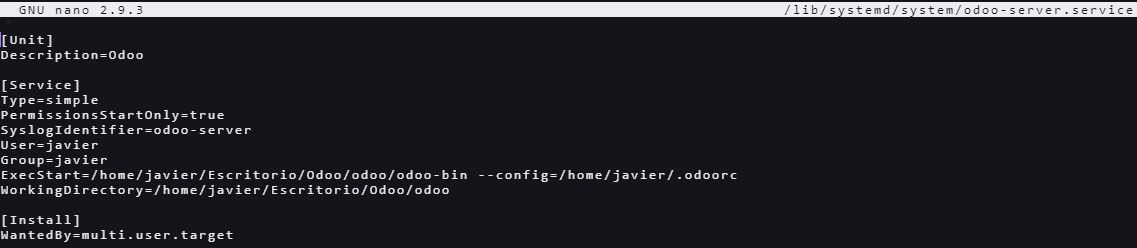 GNU nano 2.9.3 /lib/systemd/system/odoo-server.service
[Unit]
Description=Odoo
[Service]
Type=simple
PermissionsStartOnly=true
SyslogIdentifier=odoo-server
User=javier
Group=javier
ExecStart=/home/javier/Escritorio/Odoo/odoo/odoo-bin --config=/home/javier/.odoorc
WorkingDirectory=/home/javier/Escritorio/Odoo/odoo
[Install]
WantedBy=multi.user.target